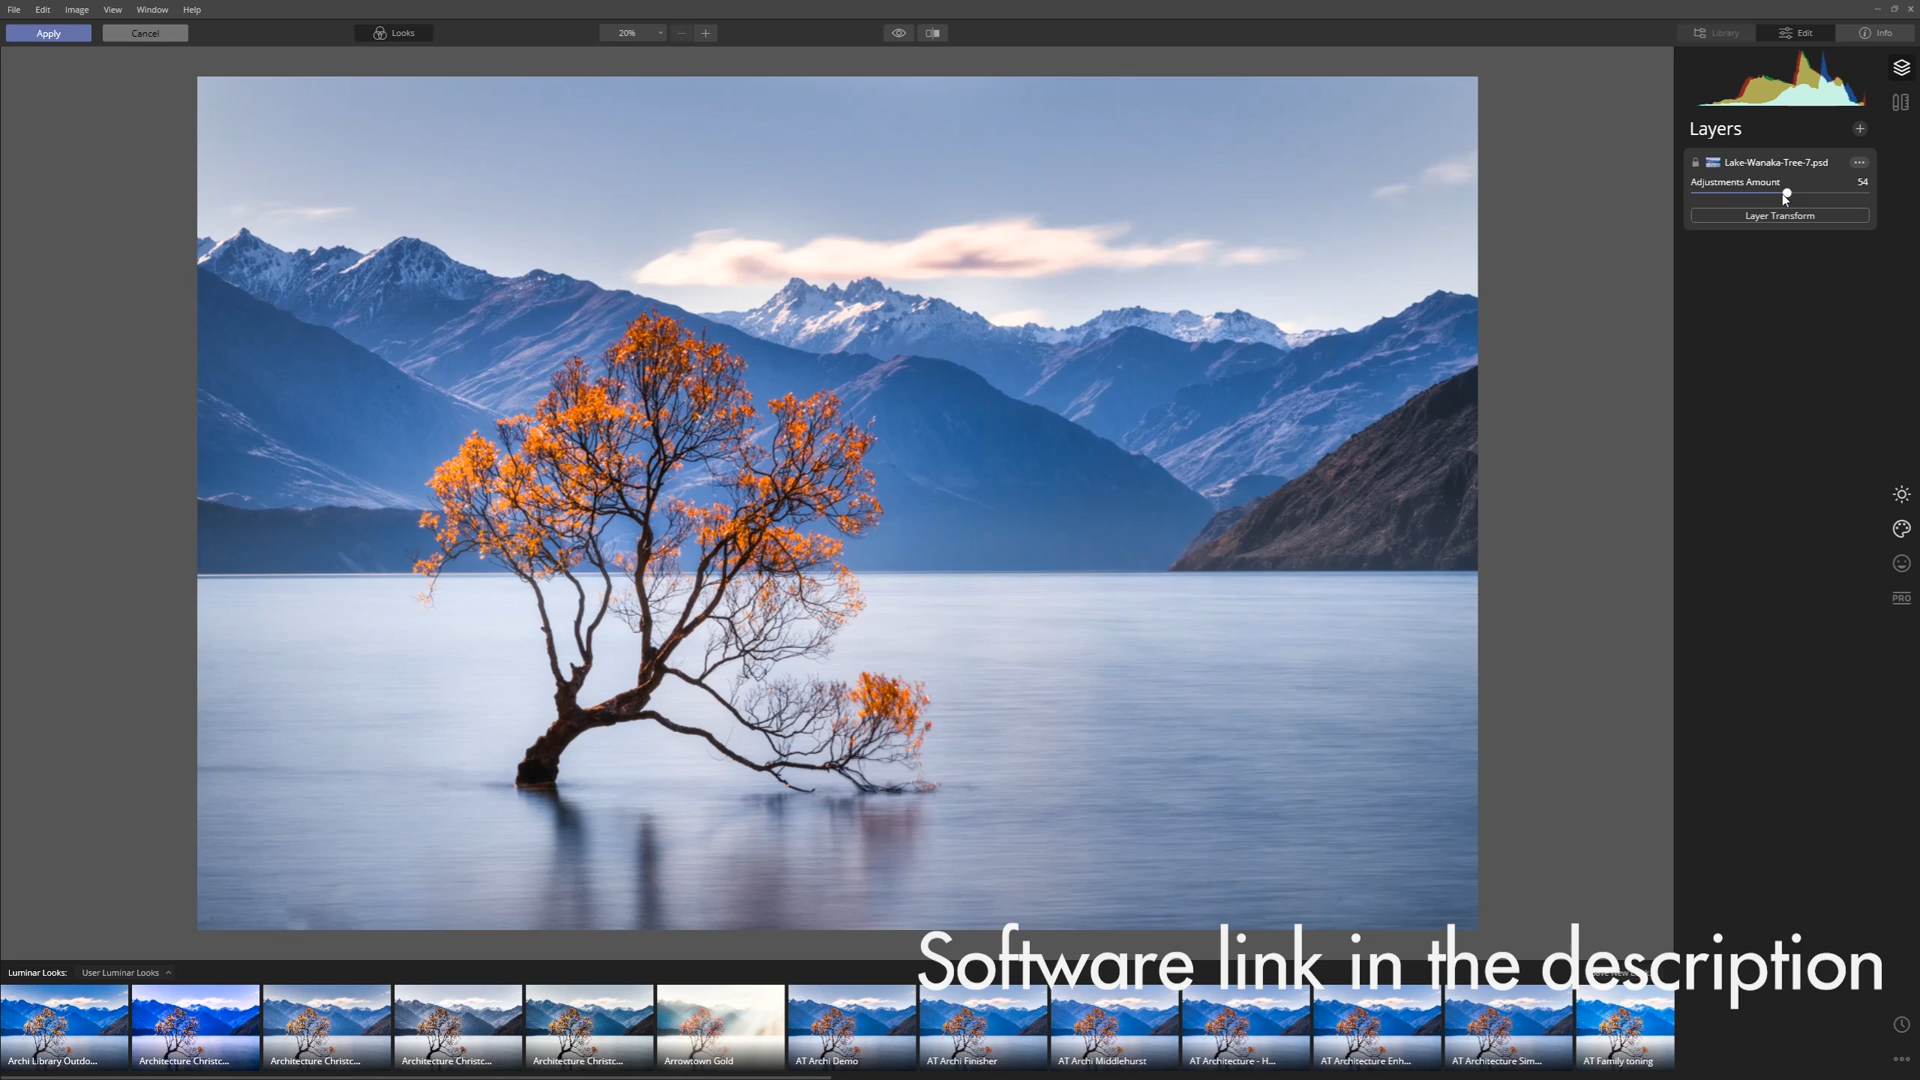 File Edit Image View Window Help
Apply Cancel Looks 20% Library Edit Info
Layers
Lake-Wanaka-Tree-7.psd
Adjustments Amount 54
Layer Transform
PRO
Luminar Looks: User Luminar Looks
Software link in the description
Archi Library Outdo... Architecture Christc... Architecture Christc... Architecture Christc... Architecture Christc... Arrowtown Gold AT Archi Demo AT Archi Finisher AT Archi Middlehurst AT Architecture - H... AT Architecture Enh... AT Architecture Sim... AT Family toning